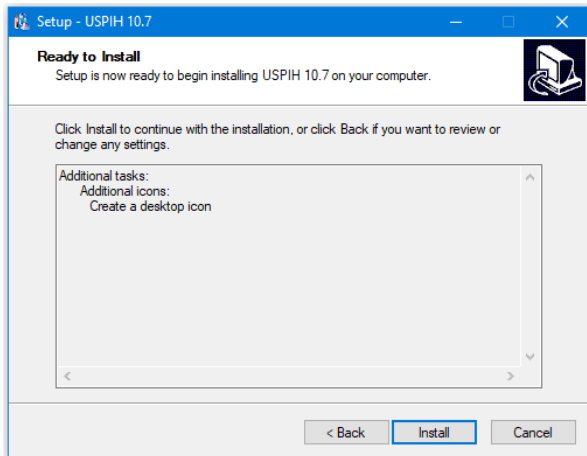 Setup - USPIH 10.7
Ready to Install
Setup is now ready to begin installing USPIH 10.7 on your computer.
Click Install to continue with the installation, or click Back if you want to review or
change any settings.
Additional tasks:
Additional icons:
Create a desktop icon
< Back
Install
Cancel